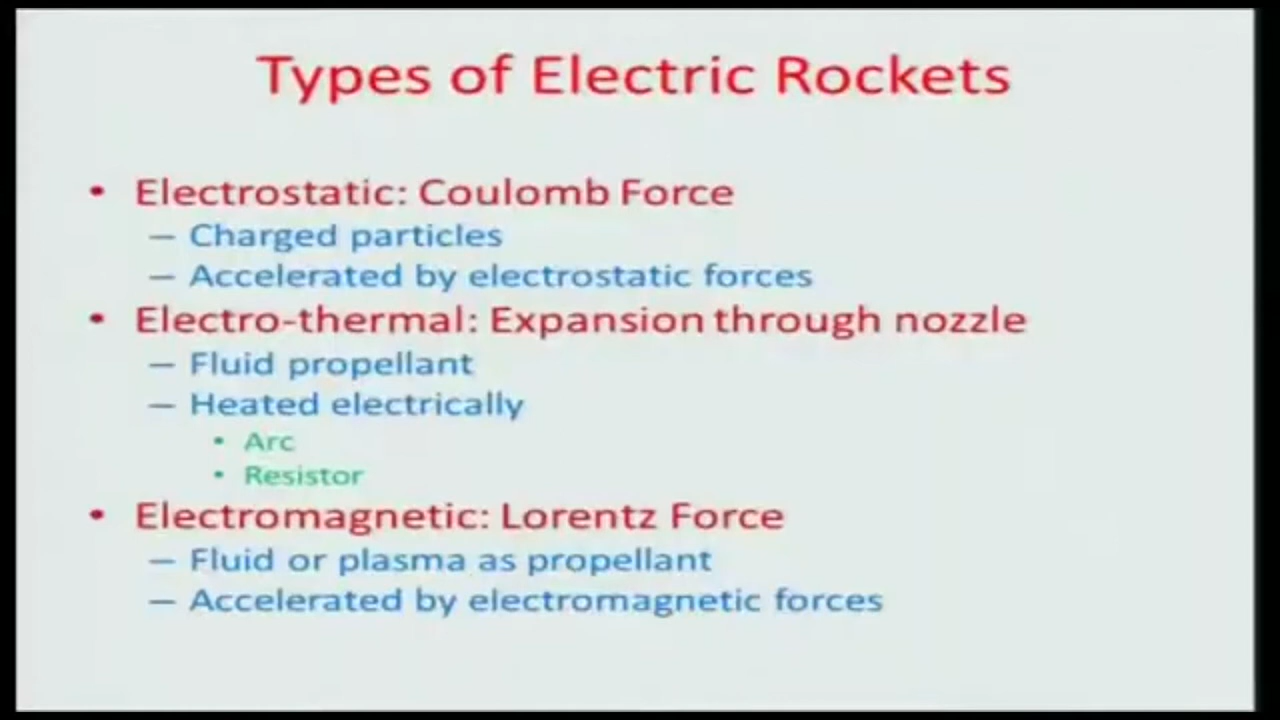 Types of Electric Rockets
• Electrostatic: Coulomb Force
– Charged particles
– Accelerated by electrostatic forces
• Electro-thermal: Expansion through nozzle
– Fluid propellant
– Heated electrically
• Arc
• Resistor
• Electromagnetic: Lorentz Force
– Fluid or plasma as propellant
– Accelerated by electromagnetic forces